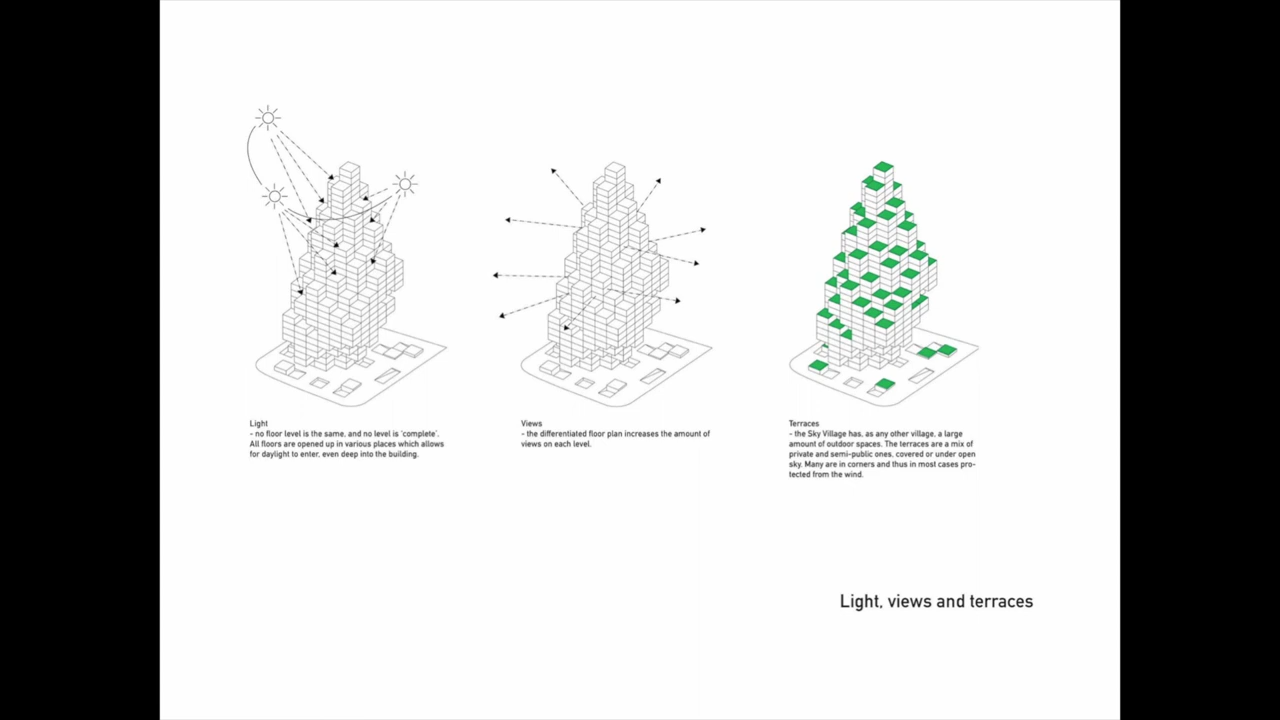 Light
- no floor level is the same, and no level is 'complete'.
All floors are opened up in various places which allows
for daylight to enter, even deep into the building.
Views
- the differentiated floor plan increases the amount of
views on each level.
Terraces
- the Sky Village has, as any other village, a large
amount of outdoor spaces. The terraces are a mix of
private and semi-public ones, covered or under open
sky. Many are in corners and thus in most cases pro-
tected from the wind.
Light, views and terraces